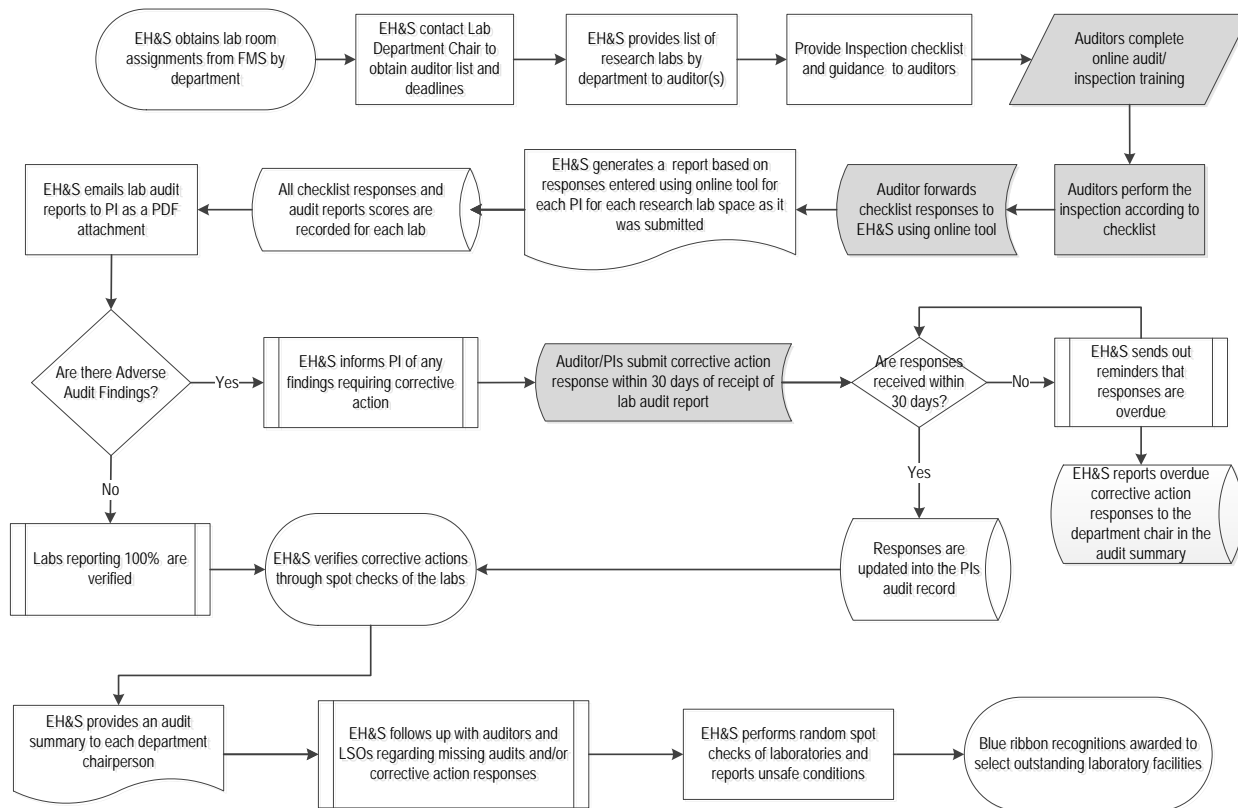 EH&S obtains lab room
assignments from FMS by
department
EH&S contact Lab
Department Chair to
obtain auditor list and
deadlines
EH&S provides list of
research labs by
department to auditor(s)
Provide Inspection checklist
and guidance to auditors
Auditors complete
online audit/
inspection training
EH&S emails lab audit
reports to PI as a PDF
attachment
All checklist responses and
audit reports scores are
recorded for each lab
EH&S generates a report based on
responses entered using online tool for
each PI for each research lab space as it
was submitted
Auditor forwards
checklist responses to
EH&S using online tool
Auditors perform the
inspection according to
checklist
Are there Adverse
Audit Findings?
Yes
EH&S informs PI of any
findings requiring corrective
action
Auditor/PIs submit corrective action
response within 30 days of receipt of
lab audit report
Are responses
received within
30 days?
No
EH&S sends out
reminders that
responses are
overdue
No
Yes
EH&S reports overdue
corrective action
responses to the
department chair in the
audit summary
Labs reporting 100% are
verified
EH&S verifies corrective actions
through spot checks of the labs
Responses are
updated into the PIs
audit record
EH&S provides an audit
summary to each department
chairperson
EH&S follows up with auditors and
LSOs regarding missing audits and/or
corrective action responses
EH&S performs random spot
checks of laboratories and
reports unsafe conditions
Blue ribbon recognitions awarded to
select outstanding laboratory facilities